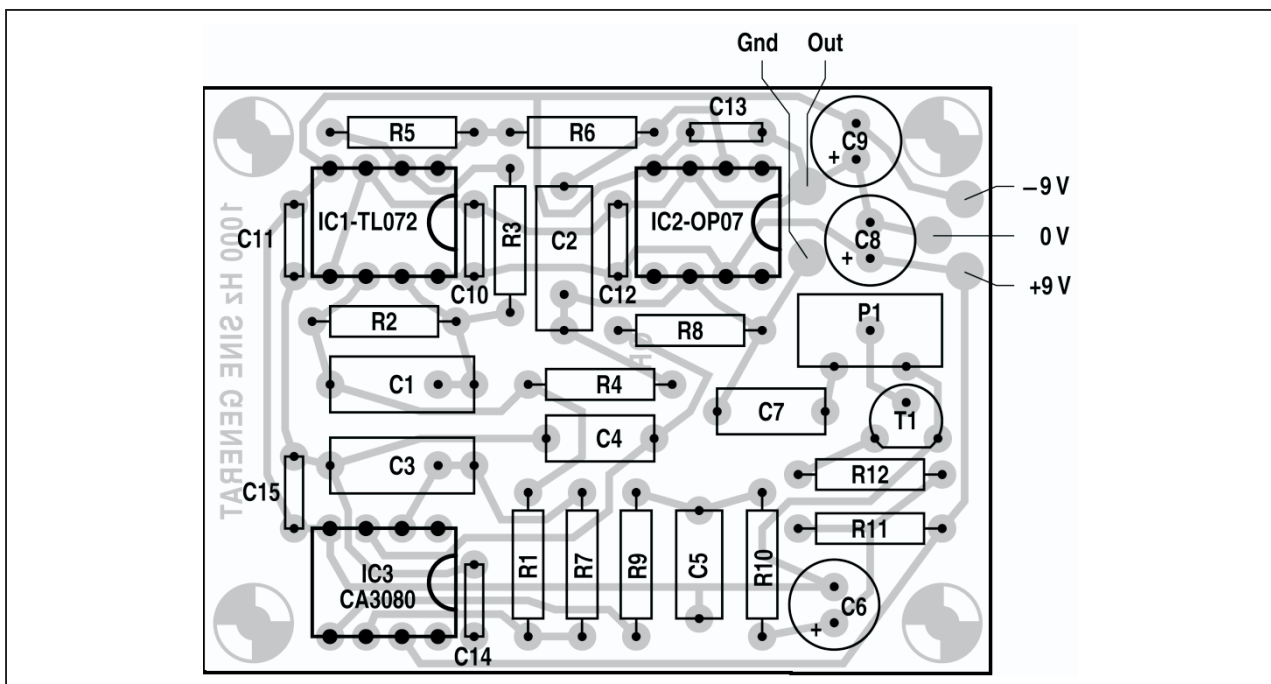 Gnd Out
C13
R5
R6
C9
+
–9 V
IC1-TL072
R3
C2
IC2-OP07
C11
C8
+
0 V
C10
C12
+9 V
R2
R8
P1
C1
R4
C7
T1
C4
C3
R12
C15
R11
R1
R7
R9
C5
R10
IC3
CA3080
C6
+
C14
1000 Hz SINE GENERAT